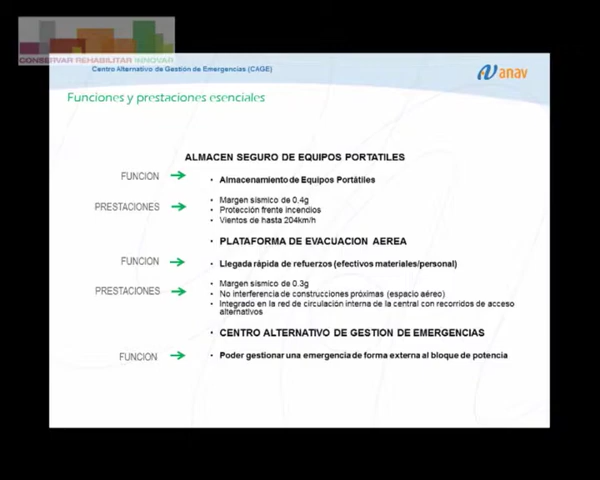 CONSERVAR REHABILITAR INNOVAR
Centro Alternativo de Gestión de Emergencias (CAGE)
anav
Funciones y prestaciones esenciales
ALMACEN SEGURO DE EQUIPOS PORTATILES
FUNCION
• Almacenamiento de Equipos Portátiles
PRESTACIONES
• Margen sísmico de 0,4g
• Protección frente incendios
• Vientos de hasta 204km/h
• PLATAFORMA DE EVACUACION AEREA
FUNCION
• Llegada rápida de refuerzos (efectivos materiales/personal)
PRESTACIONES
• Margen sísmico de 0.3g
• No interferencia de construcciones próximas (espacio aéreo)
• Integrado en la red de circulación interna de la central con recorridos de acceso
alternativos
• CENTRO ALTERNATIVO DE GESTION DE EMERGENCIAS
FUNCION
• Poder gestionar una emergencia de forma externa al bloque de potencia